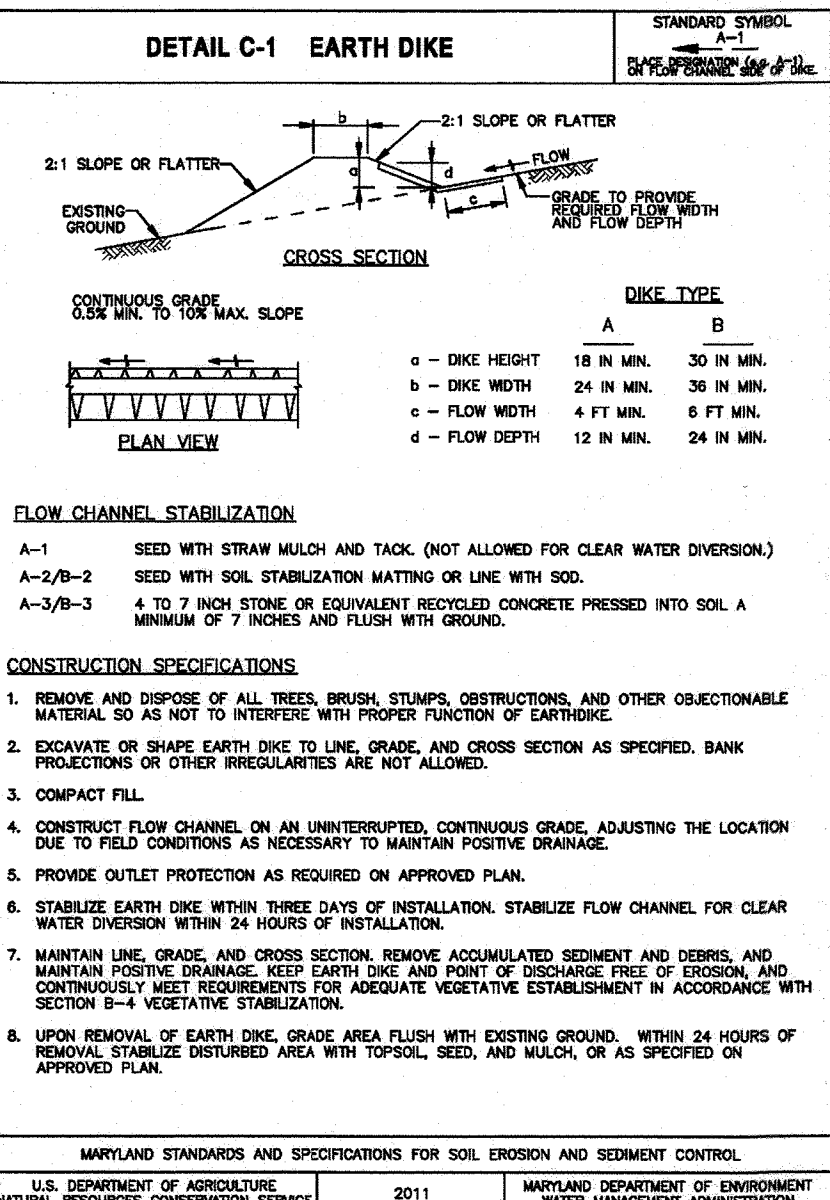 DETAIL C-1 EARTH DIKE
STANDARD SYMBOL
A-1
PLACE DESIGNATION (e.g. A-1)
ON FLOW CHANNEL SIDE OF DIKE.
b
2:1 SLOPE OR FLATTER
2:1 SLOPE OR FLATTER
a
d
FLOW
c
EXISTING
GROUND
GRADE TO PROVIDE
REQUIRED FLOW WIDTH
AND FLOW DEPTH
CROSS SECTION
CONTINUOUS GRADE
0.5% MIN. TO 10% MAX. SLOPE
PLAN VIEW
DIKE TYPE
A B
a - DIKE HEIGHT 18 IN MIN. 30 IN MIN.
b - DIKE WIDTH 24 IN MIN. 36 IN MIN.
c - FLOW WIDTH 4 FT MIN. 6 FT MIN.
d - FLOW DEPTH 12 IN MIN. 24 IN MIN.
FLOW CHANNEL STABILIZATION
A-1 SEED WITH STRAW MULCH AND TACK. (NOT ALLOWED FOR CLEAR WATER DIVERSION.)
A-2/B-2 SEED WITH SOIL STABILIZATION MATTING OR LINE WITH SOD.
A-3/B-3 4 TO 7 INCH STONE OR EQUIVALENT RECYCLED CONCRETE PRESSED INTO SOIL A
MINIMUM OF 7 INCHES AND FLUSH WITH GROUND.
CONSTRUCTION SPECIFICATIONS
1. REMOVE AND DISPOSE OF ALL TREES, BRUSH, STUMPS, OBSTRUCTIONS, AND OTHER OBJECTIONABLE
MATERIAL SO AS NOT TO INTERFERE WITH PROPER FUNCTION OF EARTHDIKE.
2. EXCAVATE OR SHAPE EARTH DIKE TO LINE, GRADE, AND CROSS SECTION AS SPECIFIED. BANK
PROJECTIONS OR OTHER IRREGULARITIES ARE NOT ALLOWED.
3. COMPACT FILL.
4. CONSTRUCT FLOW CHANNEL ON AN UNINTERRUPTED, CONTINUOUS GRADE, ADJUSTING THE LOCATION
DUE TO FIELD CONDITIONS AS NECESSARY TO MAINTAIN POSITIVE DRAINAGE.
5. PROVIDE OUTLET PROTECTION AS REQUIRED ON APPROVED PLAN.
6. STABILIZE EARTH DIKE WITHIN THREE DAYS OF INSTALLATION. STABILIZE FLOW CHANNEL FOR CLEAR
WATER DIVERSION WITHIN 24 HOURS OF INSTALLATION.
7. MAINTAIN LINE, GRADE, AND CROSS SECTION. REMOVE ACCUMULATED SEDIMENT AND DEBRIS, AND
MAINTAIN POSITIVE DRAINAGE. KEEP EARTH DIKE AND POINT OF DISCHARGE FREE OF EROSION, AND
CONTINUOUSLY MEET REQUIREMENTS FOR ADEQUATE VEGETATIVE ESTABLISHMENT IN ACCORDANCE WITH
SECTION B-4 VEGETATIVE STABILIZATION.
8. UPON REMOVAL OF EARTH DIKE, GRADE AREA FLUSH WITH EXISTING GROUND. WITHIN 24 HOURS OF
REMOVAL STABILIZE DISTURBED AREA WITH TOPSOIL, SEED, AND MULCH, OR AS SPECIFIED ON
APPROVED PLAN.
MARYLAND STANDARDS AND SPECIFICATIONS FOR SOIL EROSION AND SEDIMENT CONTROL
U.S. DEPARTMENT OF AGRICULTURE
NATURAL RESOURCES CONSERVATION SERVICE
2011
MARYLAND DEPARTMENT OF ENVIRONMENT
WATER MANAGEMENT ADMINISTRATION